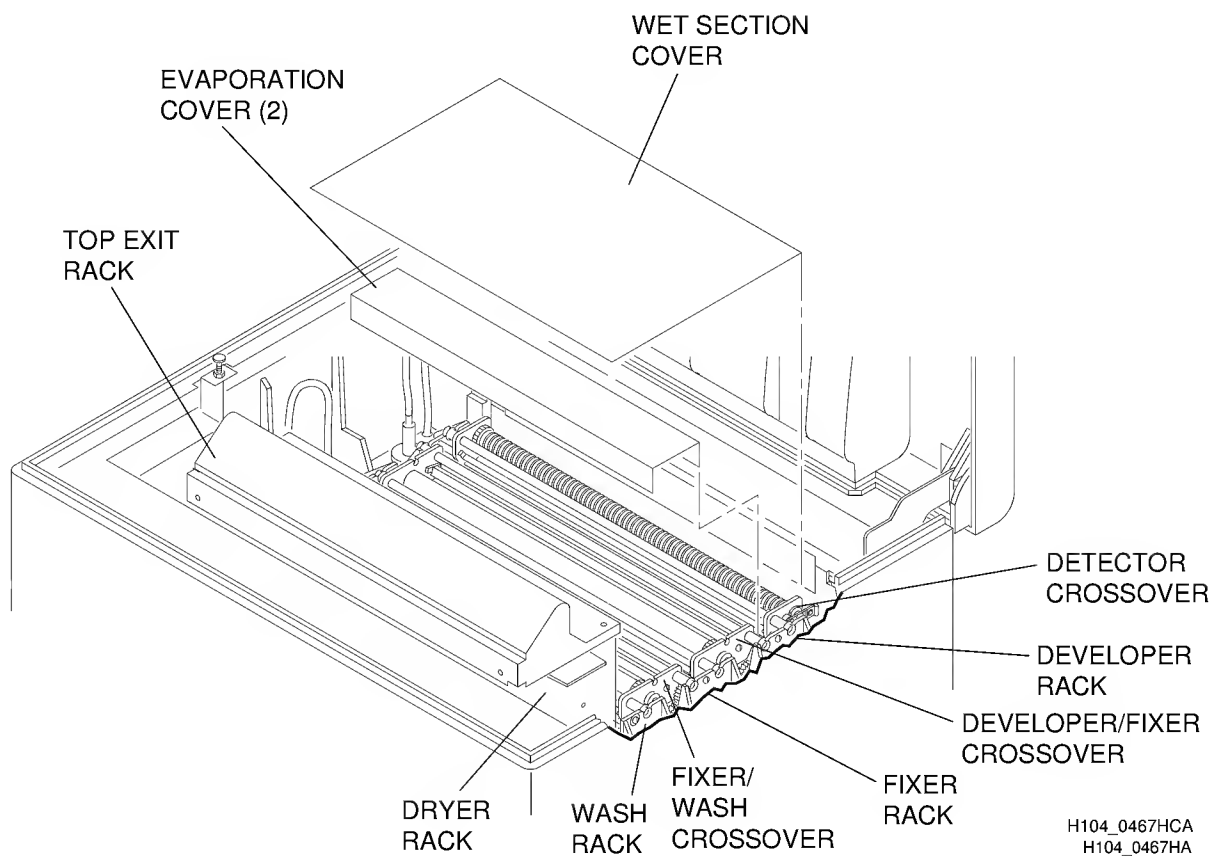 WET SECTION
COVER
EVAPORATION
COVER (2)
TOP EXIT
RACK
DETECTOR
CROSSOVER
DEVELOPER
RACK
DEVELOPER/FIXER
CROSSOVER
FIXER
RACK
FIXER/
WASH
CROSSOVER
WASH
RACK
DRYER
RACK
H104_0467HCA
H104_0467HA